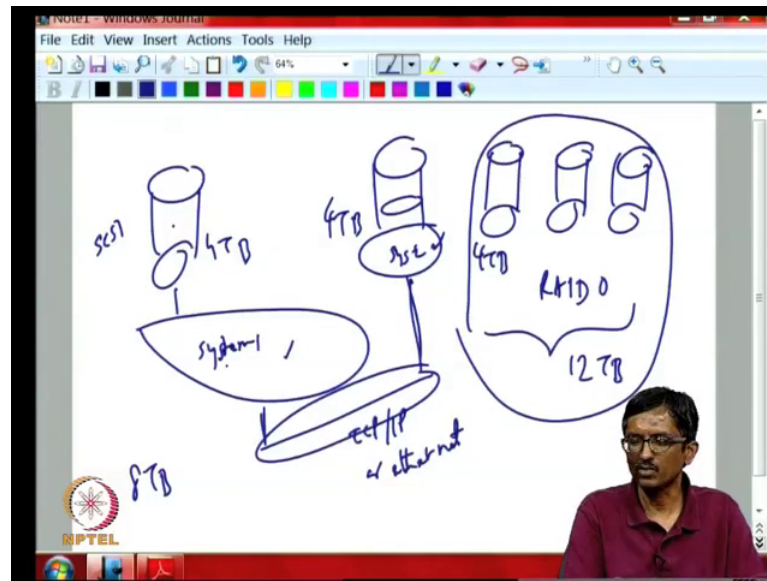 Note1 - Windows Journal
File Edit View Insert Actions Tools Help
64%
B I
SCSI
4TB
4TB
4TB
RAID 0
12 TB
System-1
TCP/IP
or ethernet
8TB
NPTEL